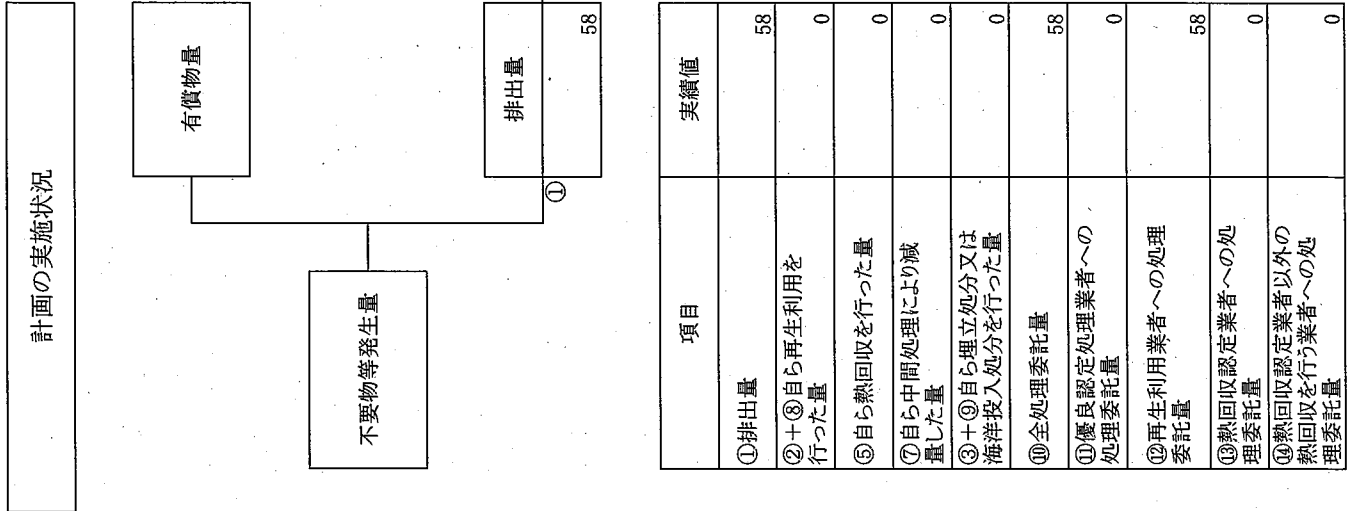 計画の実施状況
不要物等発生量
有償物量
①
排出量
58
項目
実績値
①排出量
58
②+⑧自ら再生利用を
行った量
0
⑤自ら熱回収を行った量
0
⑦自ら中間処理により減
量した量
0
③+⑨自ら埋立処分又は
海洋投入処分を行った量
0
⑩全処理委託量
58
⑪優良認定処理業者への
処理委託量
0
⑫再生利用業者への処理
委託量
58
⑬熱回収認定業者への処
理委託量
0
⑭熱回収認定業者以外の
熱回収を行う業者への処
理委託量
0